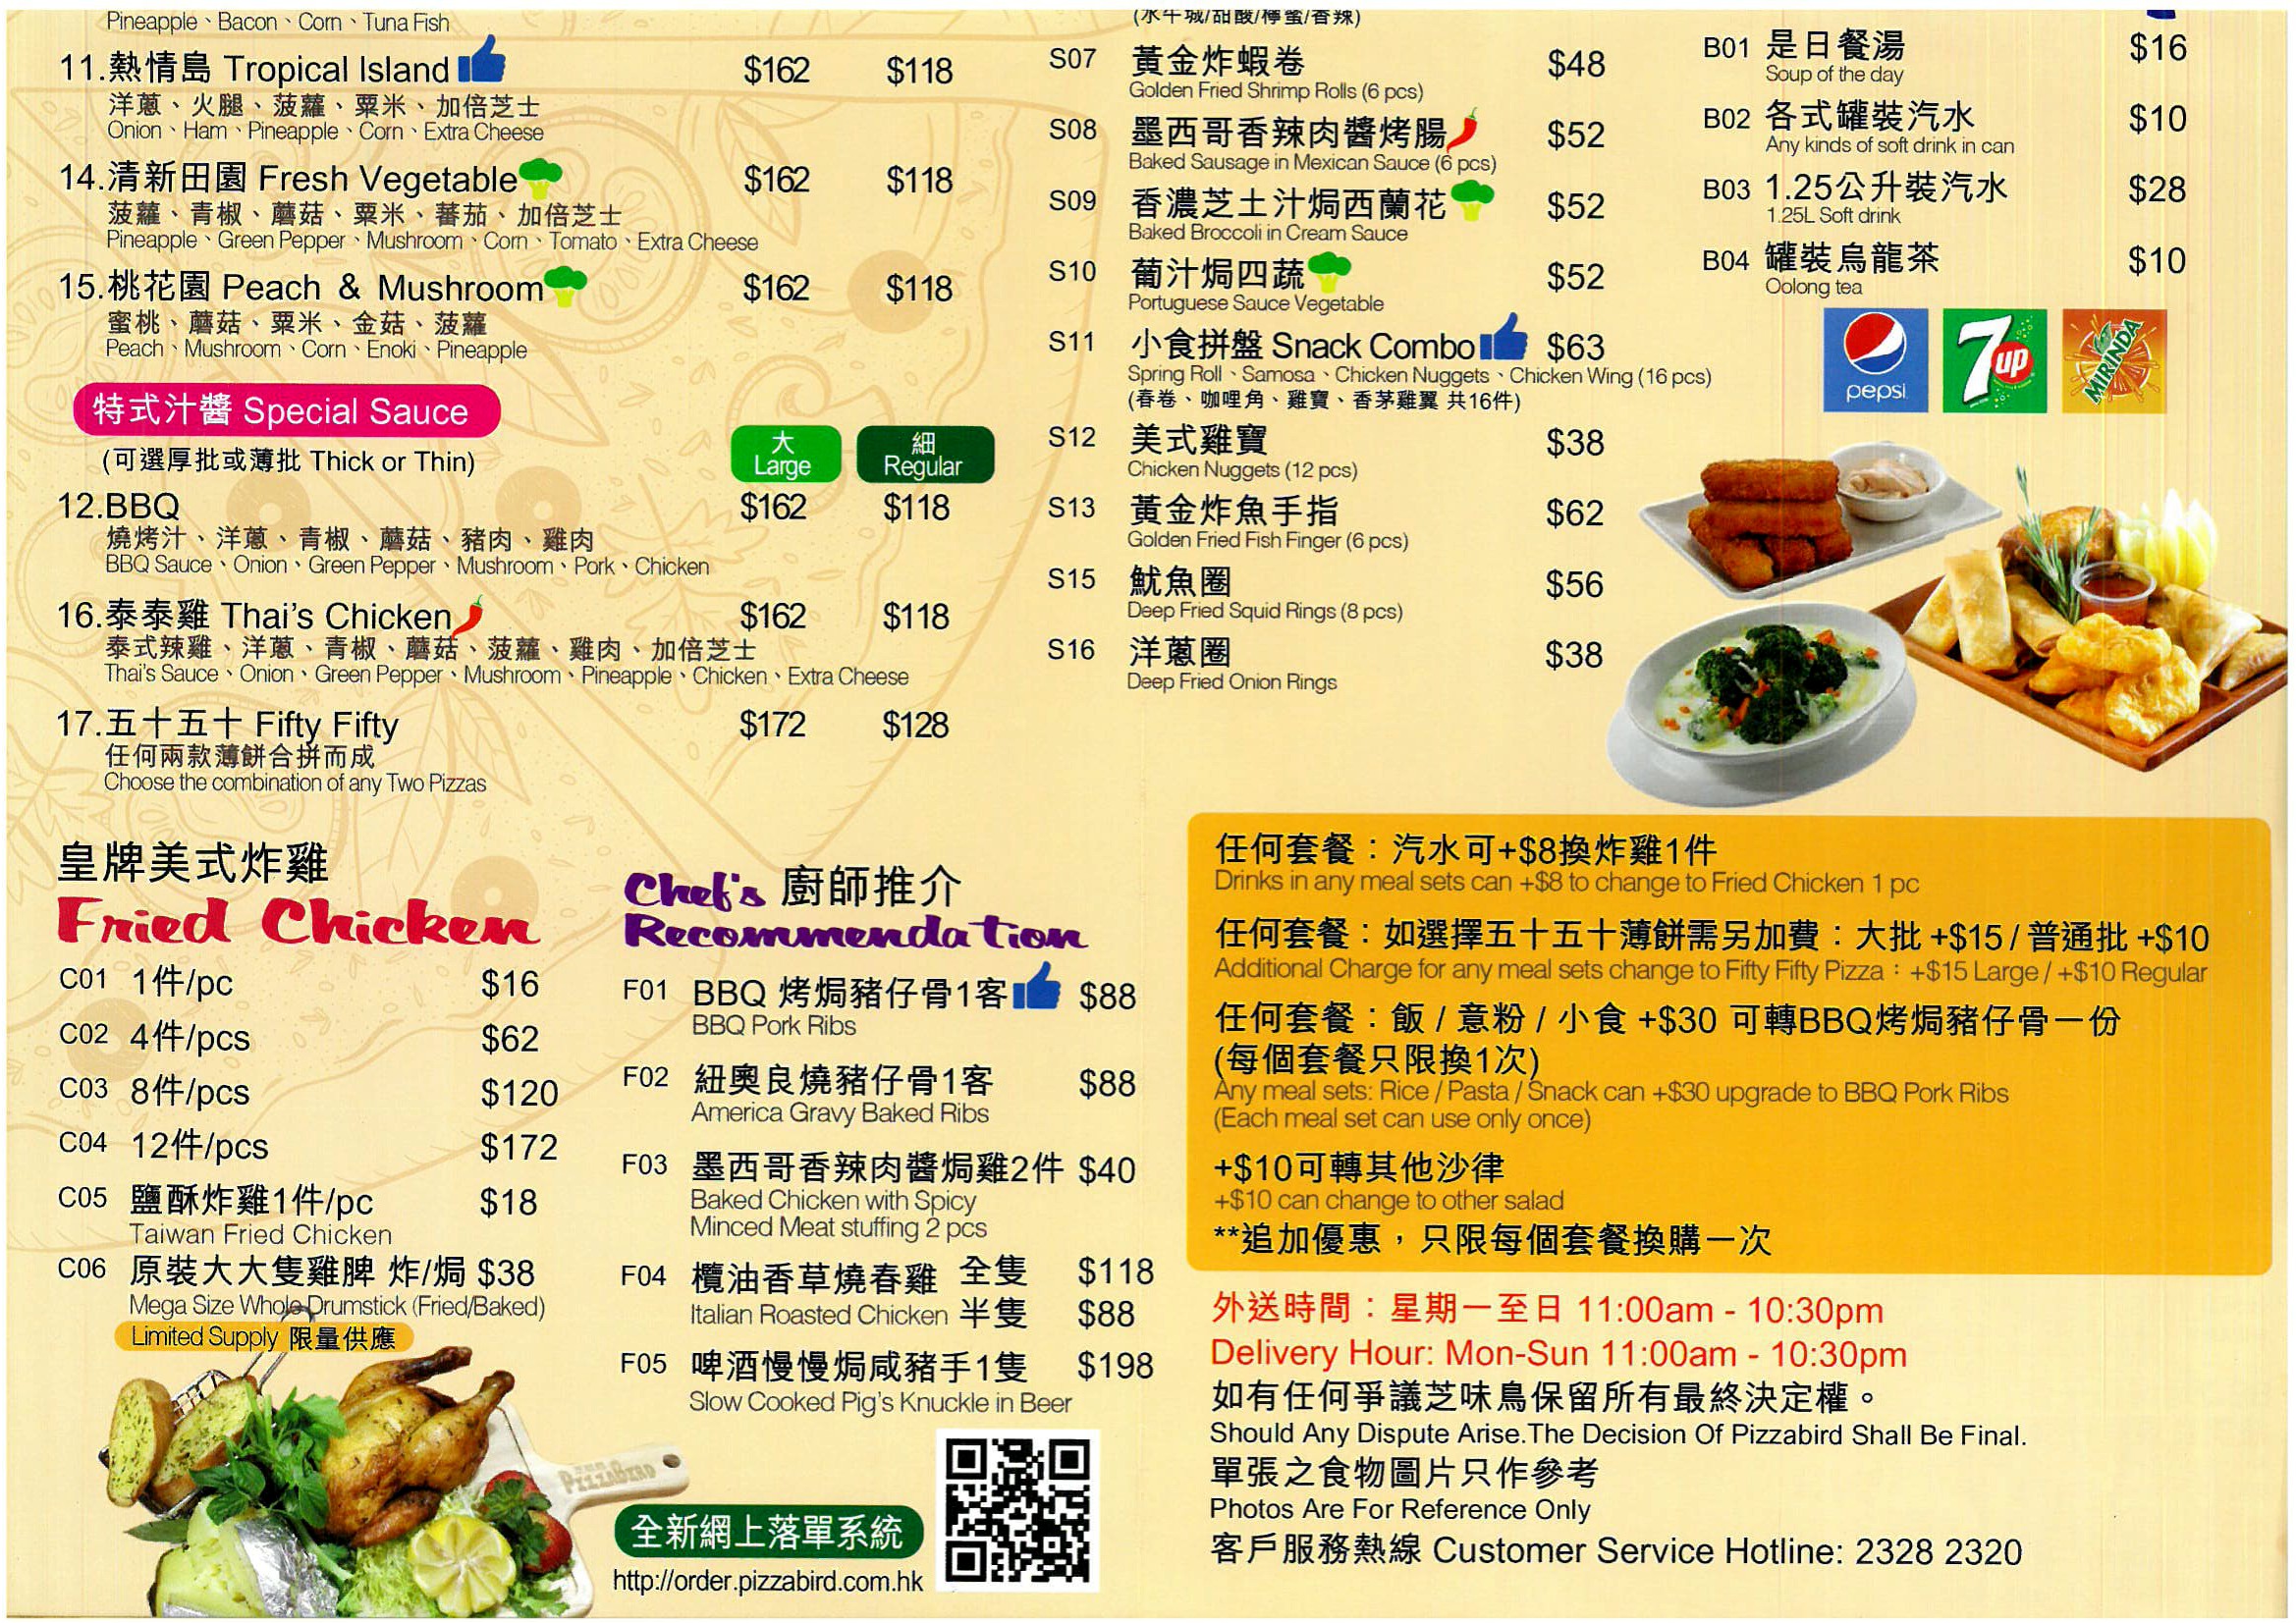 Pineapple、Bacon、Corn、Tuna Fish
11.熱情島 Tropical Island $162 $118
洋蔥、火腿、菠蘿、粟米、加倍芝士
Onion、Ham、Pineapple、Corn、Extra Cheese
14.清新田園 Fresh Vegetable $162 $118
菠蘿、青椒、蘑菇、粟米、蕃茄、加倍芝士
Pineapple、Green Pepper、Mushroom、Corn、Tomato、Extra Cheese
15.桃花園 Peach & Mushroom $162 $118
蜜桃、蘑菇、粟米、金菇、菠蘿
Peach、Mushroom、Corn、Enoki、Pineapple
特式汁醬 Special Sauce
(可選厚批或薄批 Thick or Thin)
大 細
Large Regular
12.BBQ $162 $118
燒烤汁、洋蔥、青椒、蘑菇、豬肉、雞肉
BBQ Sauce、Onion、Green Pepper、Mushroom、Pork、Chicken
16.泰泰雞 Thai's Chicken $162 $118
泰式辣雞、洋蔥、青椒、蘑菇、菠蘿、雞肉、加倍芝士
Thai's Sauce、Onion、Green Pepper、Mushroom、Pineapple、Chicken、Extra Cheese
17.五十五十 Fifty Fifty $172 $128
任何兩款薄餅合拼而成
Choose the combination of any Two Pizzas
(水牛城/甜酸/檸蜜/香辣)
S07 黃金炸蝦卷 $48
Golden Fried Shrimp Rolls (6 pcs)
S08 墨西哥香辣肉醬烤腸 $52
Baked Sausage in Mexican Sauce (6 pcs)
S09 香濃芝士汁焗西蘭花 $52
Baked Broccoli in Cream Sauce
S10 葡汁焗四蔬 $52
Portuguese Sauce Vegetable
S11 小食拼盤 Snack Combo $63
Spring Roll、Samosa、Chicken Nuggets、Chicken Wing (16 pcs)
(春卷、咖哩角、雞寶、香茅雞翼 共16件)
S12 美式雞寶 $38
Chicken Nuggets (12 pcs)
S13 黃金炸魚手指 $62
Golden Fried Fish Finger (6 pcs)
S15 魷魚圈 $56
Deep Fried Squid Rings (8 pcs)
S16 洋蔥圈 $38
Deep Fried Onion Rings
B01 是日餐湯 $16
Soup of the day
B02 各式罐裝汽水 $10
Any kinds of soft drink in can
B03 1.25公升裝汽水 $28
1.25L Soft drink
B04 罐裝烏龍茶 $10
Oolong tea
pepsi
7up
MIRINDA
皇牌美式炸雞
Fried Chicken
C01 1件/pc $16
C02 4件/pcs $62
C03 8件/pcs $120
C04 12件/pcs $172
C05 鹽酥炸雞1件/pc $18
Taiwan Fried Chicken
C06 原裝大大隻雞脾 炸/焗 $38
Mega Size Whole Drumstick (Fried/Baked)
Limited Supply 限量供應
PIZZABIRD
Chef's 廚師推介
Recommendation
F01 BBQ 烤焗豬仔骨1客 $88
BBQ Pork Ribs
F02 紐奧良燒豬仔骨1客 $88
America Gravy Baked Ribs
F03 墨西哥香辣肉醬焗雞2件 $40
Baked Chicken with Spicy
Minced Meat stuffing 2 pcs
F04 欖油香草燒春雞 全隻 $118
Italian Roasted Chicken 半隻 $88
F05 啤酒慢慢焗咸豬手1隻 $198
Slow Cooked Pig's Knuckle in Beer
全新網上落單系統
http://order.pizzabird.com.hk
任何套餐：汽水可+$8換炸雞1件
Drinks in any meal sets can +$8 to change to Fried Chicken 1 pc
任何套餐：如選擇五十五十薄餅需另加費：大批 +$15 / 普通批 +$10
Additional Charge for any meal sets change to Fifty Fifty Pizza：+$15 Large / +$10 Regular
任何套餐：飯 / 意粉 / 小食 +$30 可轉BBQ烤焗豬仔骨一份
(每個套餐只限換1次)
Any meal sets: Rice / Pasta / Snack can +$30 upgrade to BBQ Pork Ribs
(Each meal set can use only once)
+$10可轉其他沙律
+$10 can change to other salad
**追加優惠，只限每個套餐換購一次
外送時間：星期一至日 11:00am - 10:30pm
Delivery Hour: Mon-Sun 11:00am - 10:30pm
如有任何爭議芝味鳥保留所有最終決定權。
Should Any Dispute Arise.The Decision Of Pizzabird Shall Be Final.
單張之食物圖片只作參考
Photos Are For Reference Only
客戶服務熱線 Customer Service Hotline: 2328 2320